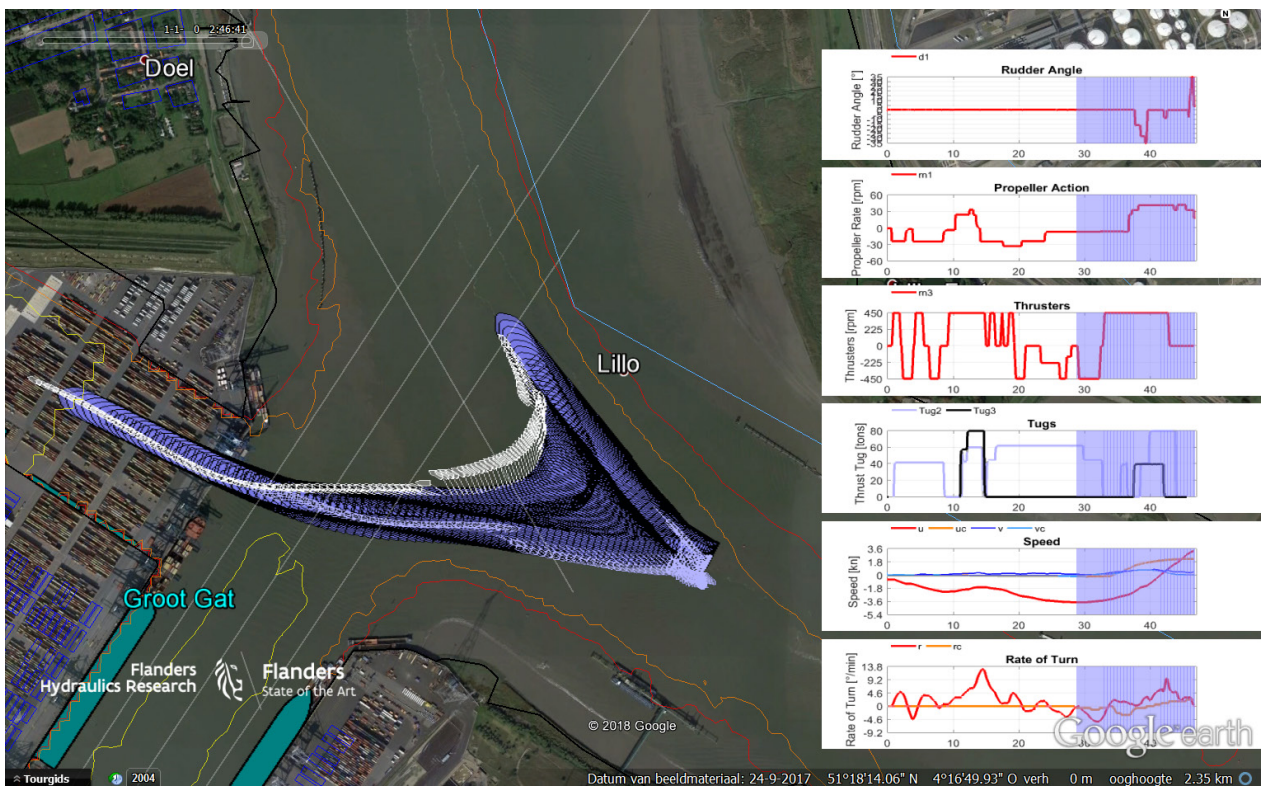 1-1- 0 2:46:41
N
Doel
Lillo
Groot Gat
Flanders
Hydraulics Research
Flanders
State of the Art
© 2018 Google
d1
Rudder Angle
Rudder Angle [°]
0 10 20 30 40
m1
Propeller Action
Propeller Rate [rpm]
60
30
0
-30
-60
0 10 20 30 40
m3
Thrusters
Thrusters [rpm]
450
225
0
-225
-450
0 10 20 30 40
Tug2 Tug3
Tugs
Thrust Tug [tons]
80
60
40
20
0
0 10 20 30 40
u uc v vc
Speed
Speed [kn]
3.6
1.8
0
-1.8
-3.6
-5.4
0 10 20 30 40
r rc
Rate of Turn
Rate of Turn [°/min]
13.8
9.2
4.6
0
-4.6
-9.2
0 10 20 30 40
Google earth
Tourgids
2004
Datum van beeldmateriaal: 24-9-2017 51°18'14.06" N 4°16'49.93" O verh 0 m ooghoogte 2.35 km